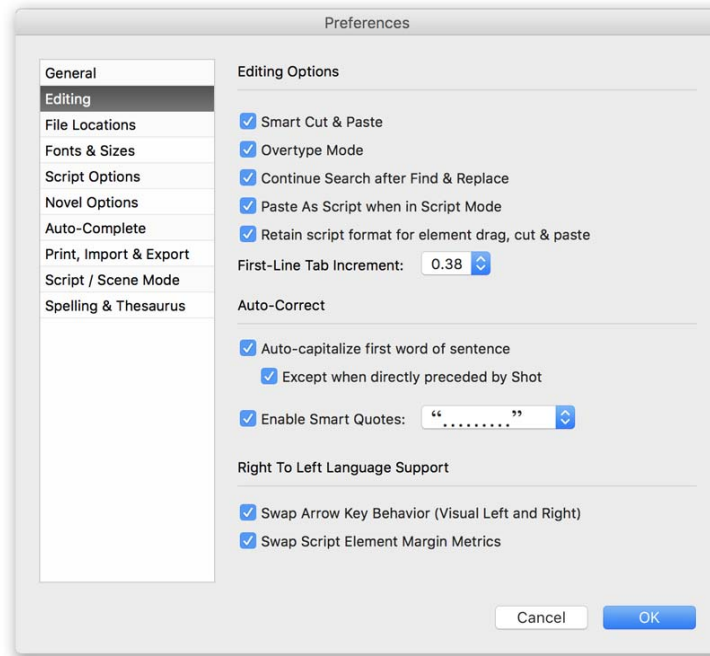 Preferences
General
Editing
File Locations
Fonts & Sizes
Script Options
Novel Options
Auto-Complete
Print, Import & Export
Script / Scene Mode
Spelling & Thesaurus
Editing Options
Smart Cut & Paste
Overtype Mode
Continue Search after Find & Replace
Paste As Script when in Script Mode
Retain script format for element drag, cut & paste
First-Line Tab Increment: 0.38
Auto-Correct
Auto-capitalize first word of sentence
Except when directly preceded by Shot
Enable Smart Quotes: “.........”
Right To Left Language Support
Swap Arrow Key Behavior (Visual Left and Right)
Swap Script Element Margin Metrics
Cancel OK